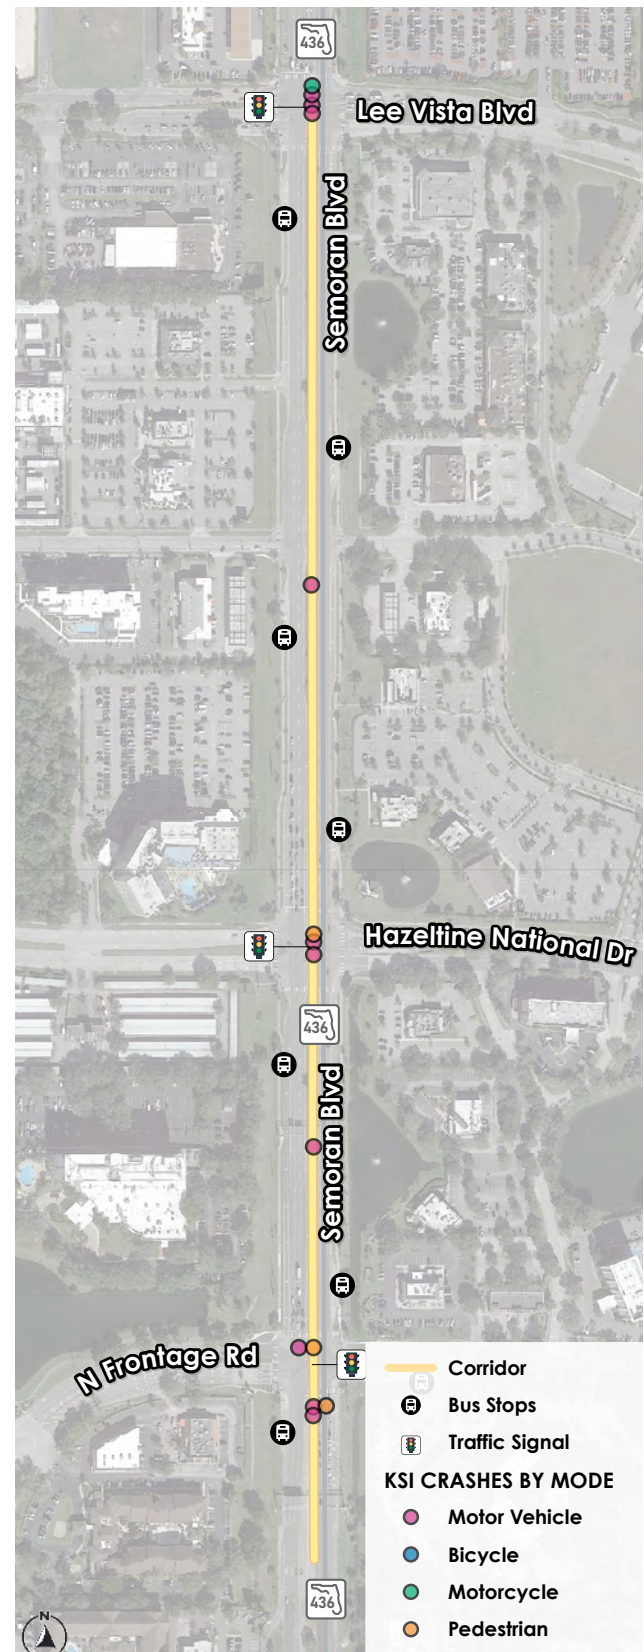 436
Lee Vista Blvd
Semoran Blvd
Hazeltine National Dr
436
Semoran Blvd
N Frontage Rd
Corridor
Bus Stops
Traffic Signal
KSI CRASHES BY MODE
Motor Vehicle
Bicycle
Motorcycle
Pedestrian
436
N